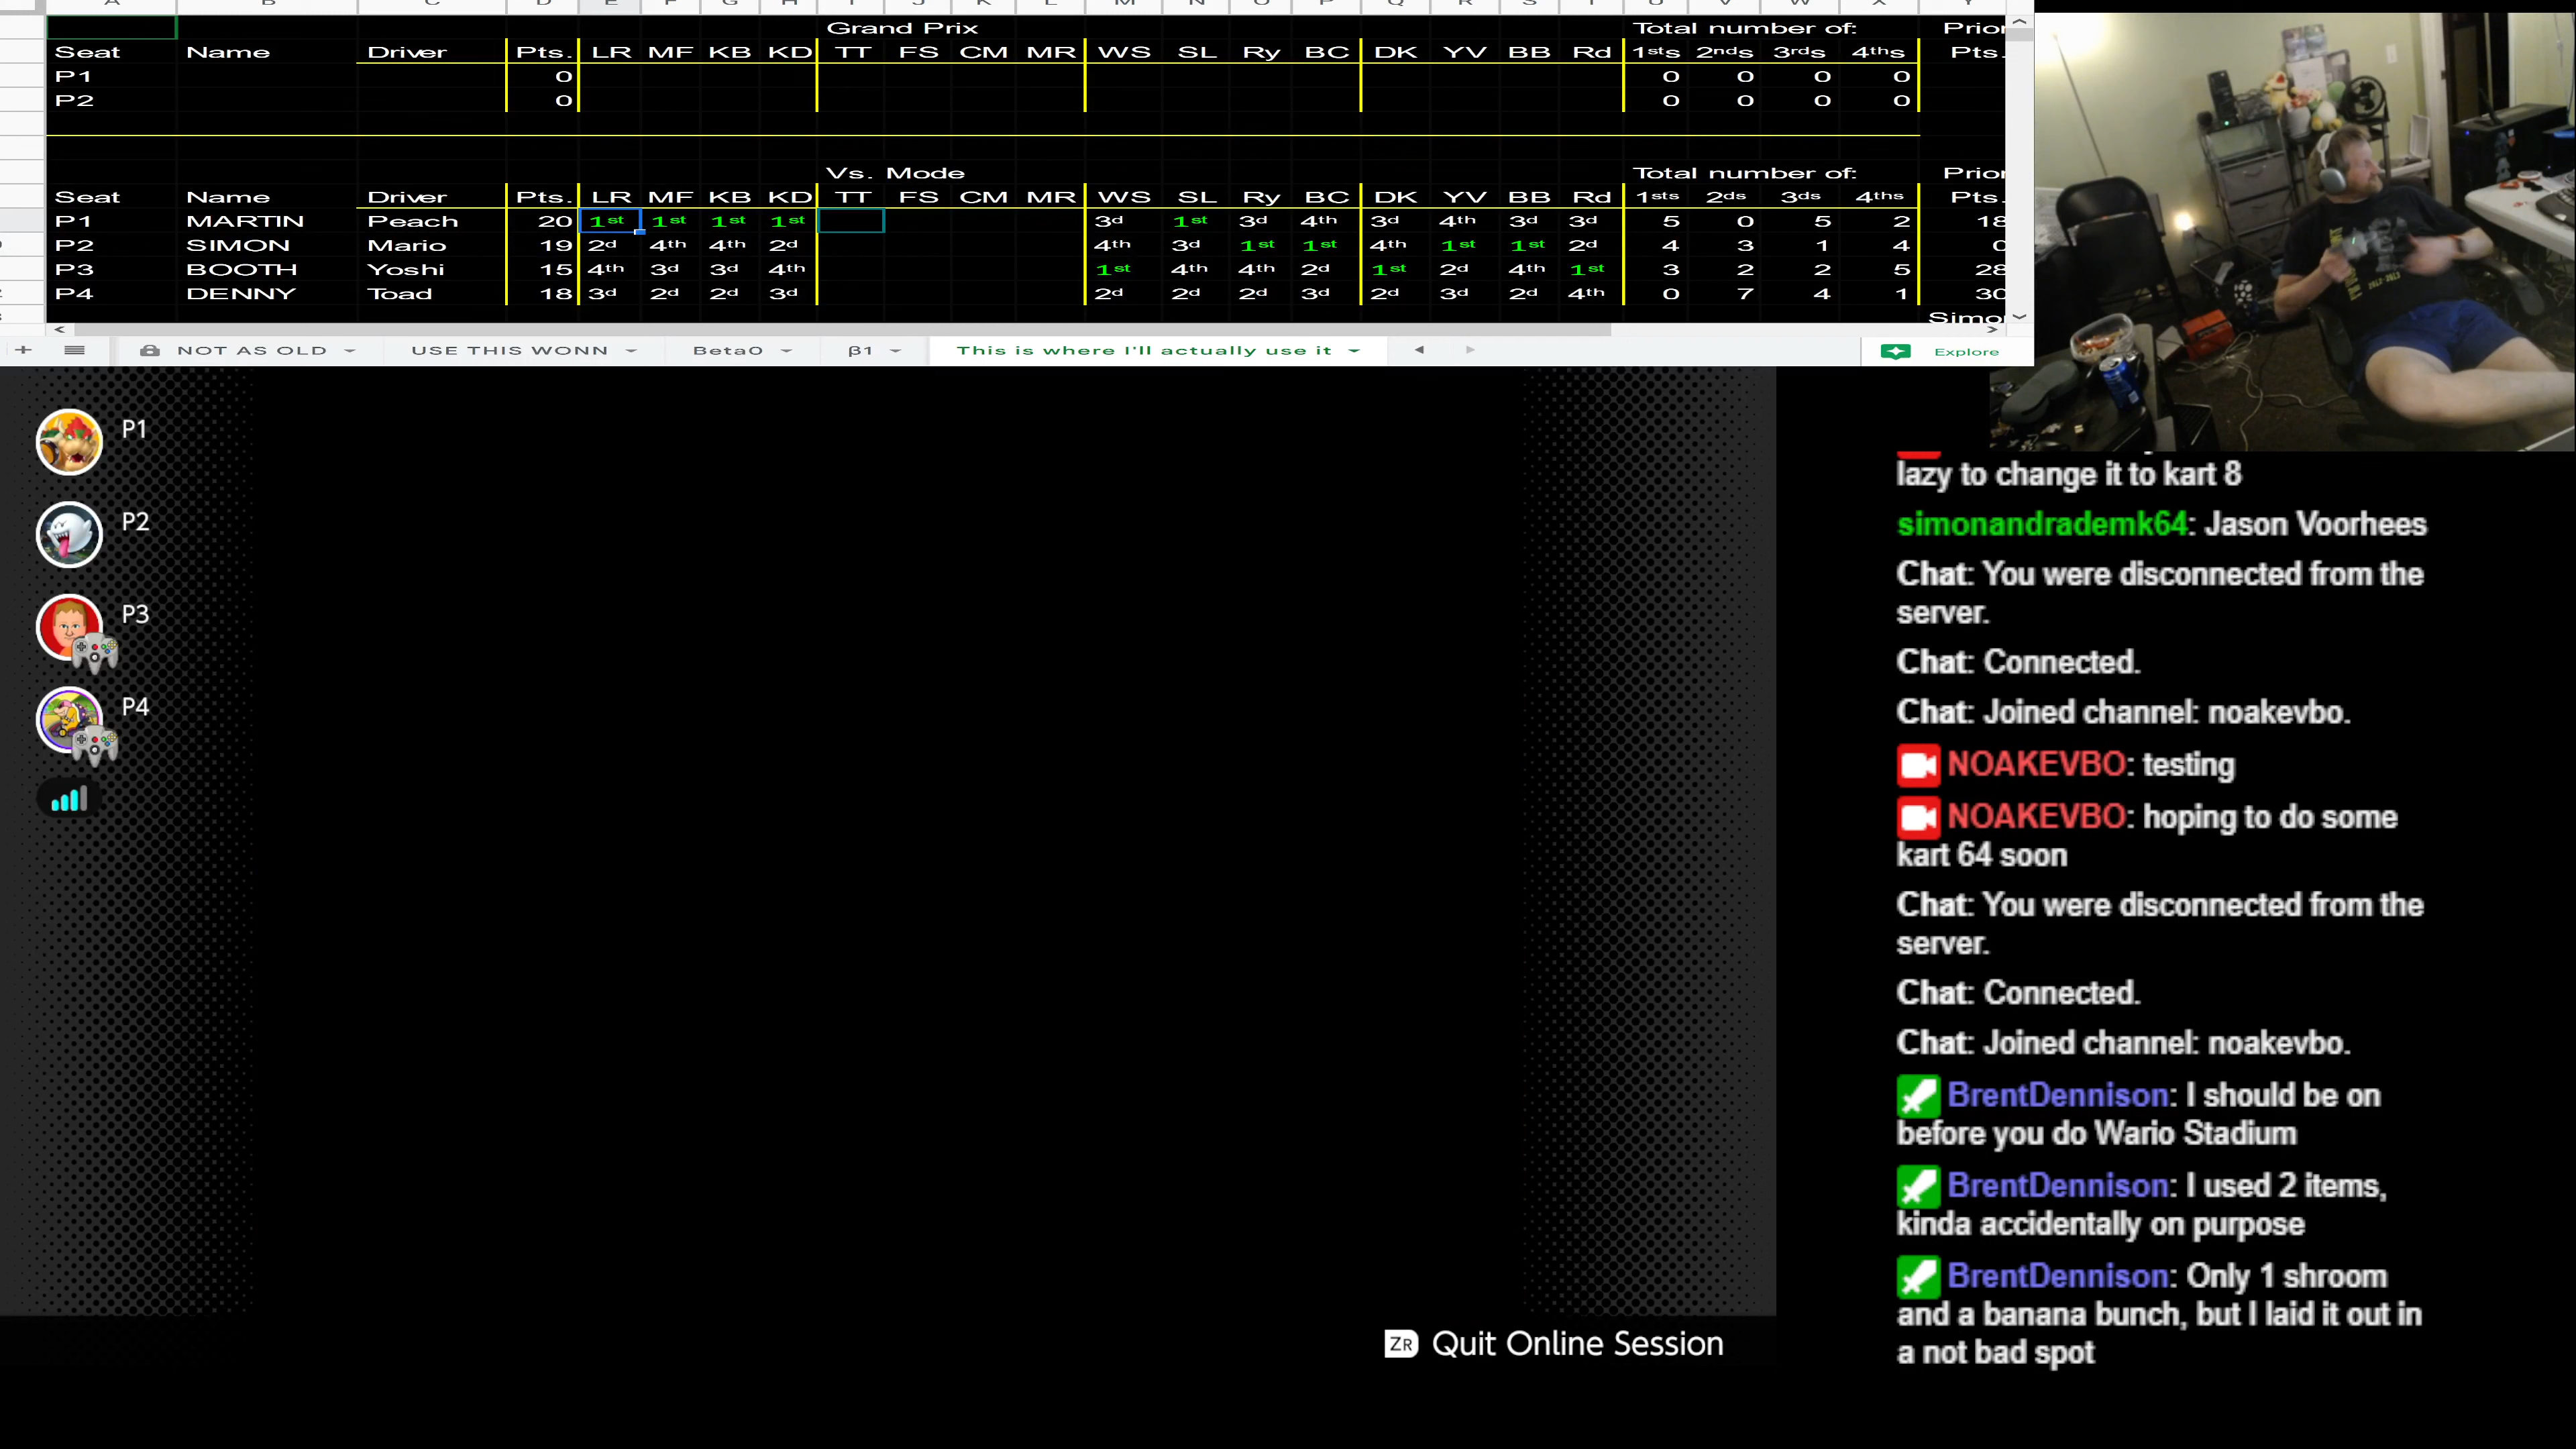 A B C D E F G H I J K L M N O P Q R S T U V W X Y
Grand Prix Total number of: Prior
Seat Name Driver Pts. LR MF KB KD TT FS CM MR WS SL Ry BC DK YV BB Rd 1sts 2nds 3rds 4ths Pts.
P1 0 0 0 0 0
P2 0 0 0 0 0
Vs. Mode Total number of: Prior
Seat Name Driver Pts. LR MF KB KD TT FS CM MR WS SL Ry BC DK YV BB Rd 1sts 2ds 3ds 4ths Pts.
P1 MARTIN Peach 20 1st 1st 1st 1st 3d 1st 3d 4th 3d 4th 3d 3d 5 0 5 2 18
P2 SIMON Mario 19 2d 4th 4th 2d 4th 3d 1st 1st 4th 1st 1st 2d 4 3 1 4 0
P3 BOOTH Yoshi 15 4th 3d 3d 4th 1st 4th 4th 2d 1st 2d 4th 1st 3 2 2 5 28
P4 DENNY Toad 18 3d 2d 2d 3d 2d 2d 2d 3d 2d 3d 2d 4th 0 7 4 1 30
Simo
NOT AS OLD USE THIS WONN Beta0 β1 This is where I'll actually use it Explore
P1
P2
P3
P4
ZR Quit Online Session
lazy to change it to kart 8
simonandrademk64: Jason Voorhees
Chat: You were disconnected from the
server.
Chat: Connected.
Chat: Joined channel: noakevbo.
NOAKEVBO: testing
NOAKEVBO: hoping to do some
kart 64 soon
Chat: You were disconnected from the
server.
Chat: Connected.
Chat: Joined channel: noakevbo.
BrentDennison: I should be on
before you do Wario Stadium
BrentDennison: I used 2 items,
kinda accidentally on purpose
BrentDennison: Only 1 shroom
and a banana bunch, but I laid it out in
a not bad spot